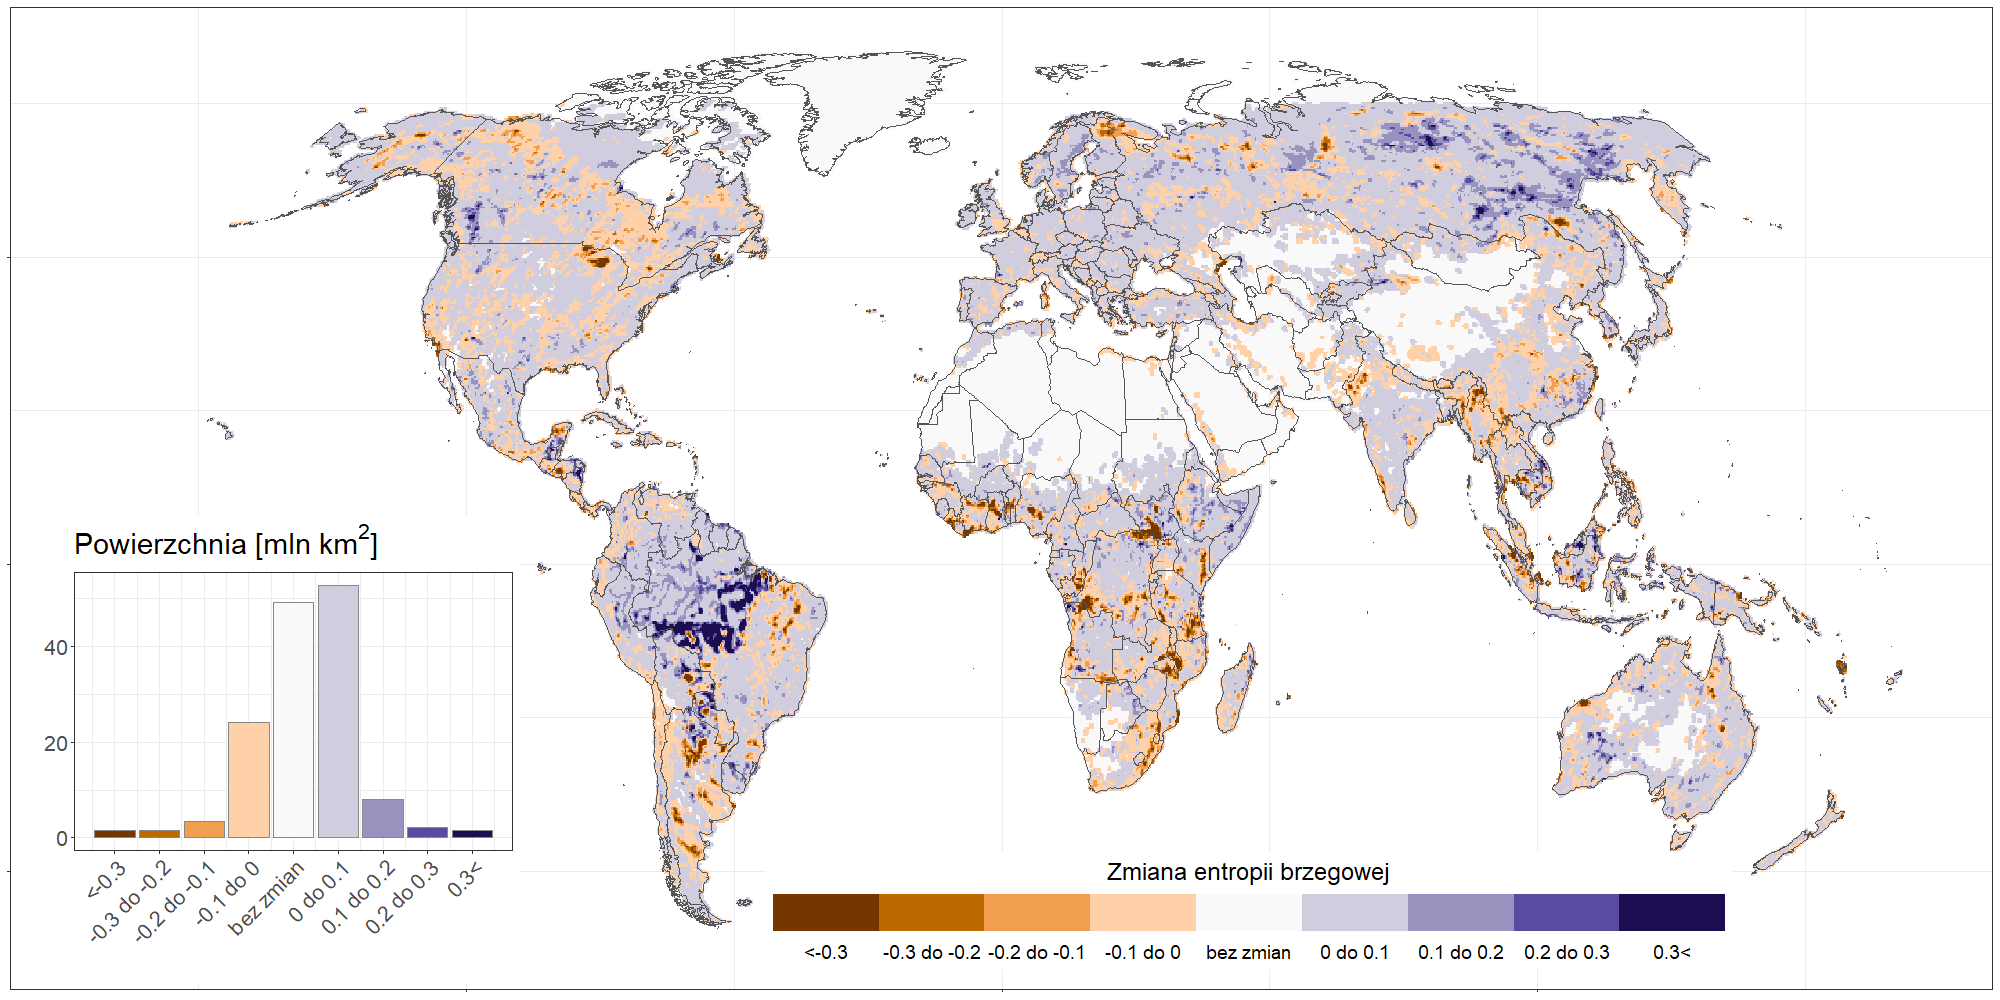 Powierzchnia [mln km²]
40
20
0
<-0.3
-0.3 do -0.2
-0.2 do -0.1
-0.1 do 0
bez zmian
0 do 0.1
0.1 do 0.2
0.2 do 0.3
0.3<
Zmiana entropii brzegowej
<-0.3 -0.3 do -0.2 -0.2 do -0.1 -0.1 do 0 bez zmian 0 do 0.1 0.1 do 0.2 0.2 do 0.3 0.3<